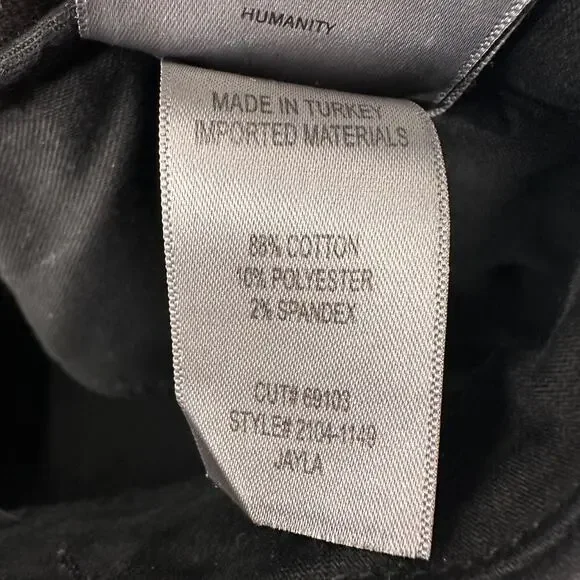 HUMANITY
MADE IN TURKEY
IMPORTED MATERIALS
88% COTTON
10% POLYESTER
2% SPANDEX
CUT# 69103
STYLE# 2104-1149
JAYLA